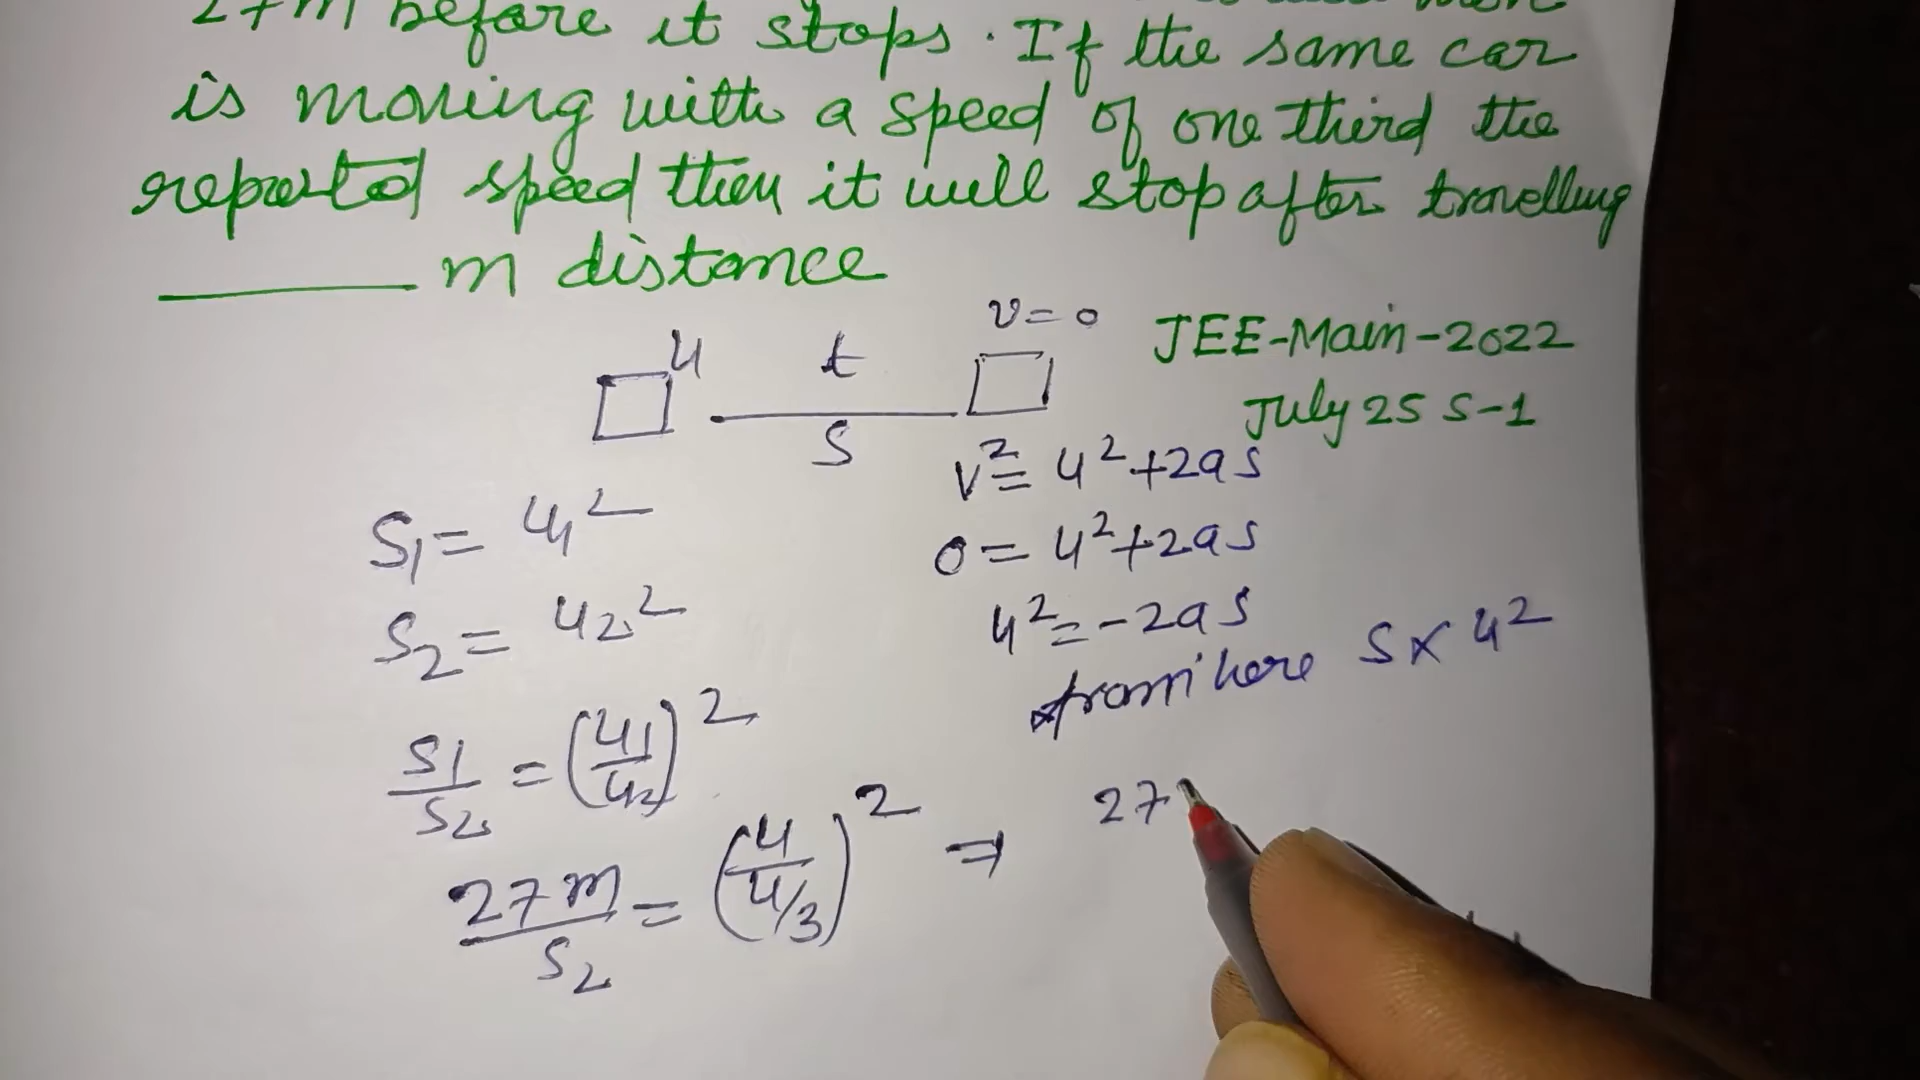 27m before it stops. If the same car
is moving with a speed of one third the
reported speed then it will stop after travelling
______ m distance
v=0
JEE-Main-2022
July 25 S-1
u t
S
v²= u²+2as
0= u²+2as
u²=-2as
from here S ∝ u²
S₁= u₁²
S₂= u₂²
S₁/S₂ = (u₁/u₂)²
27m/S₂ = (u/u/3)² ⇒ 27